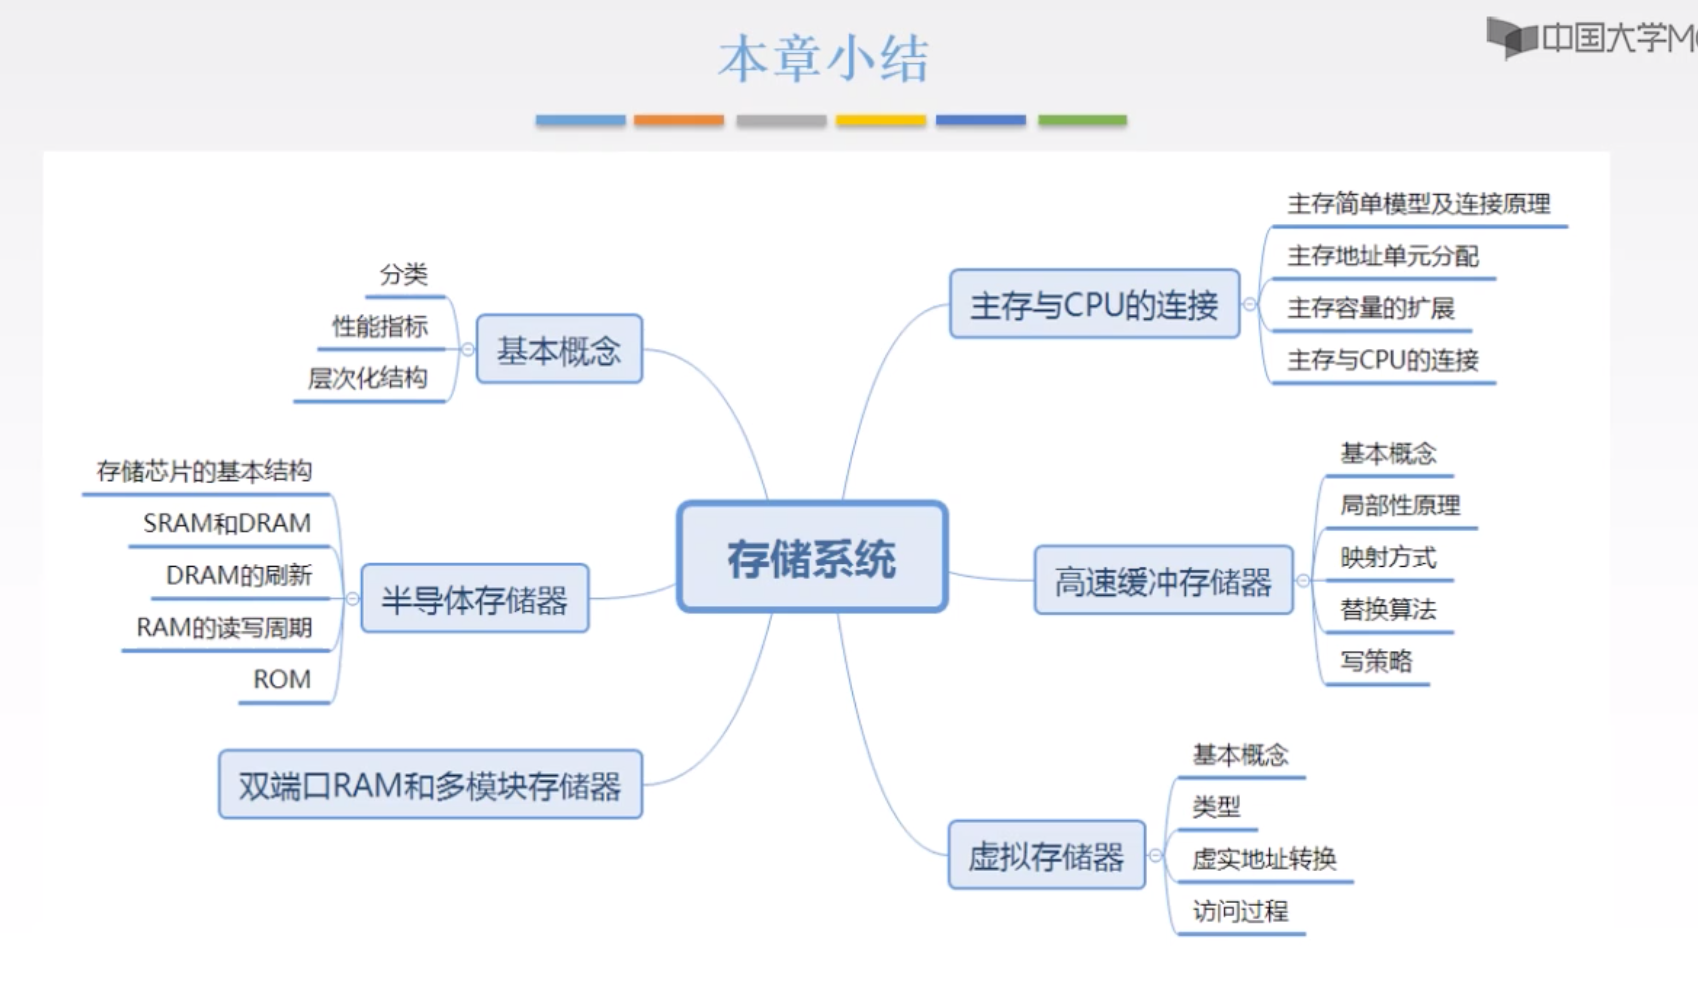 本章小结
中国大学M
分类
性能指标
层次化结构
基本概念
存储芯片的基本结构
SRAM和DRAM
DRAM的刷新
RAM的读写周期
ROM
半导体存储器
双端口RAM和多模块存储器
存储系统
主存与CPU的连接
主存简单模型及连接原理
主存地址单元分配
主存容量的扩展
主存与CPU的连接
高速缓冲存储器
基本概念
局部性原理
映射方式
替换算法
写策略
虚拟存储器
基本概念
类型
虚实地址转换
访问过程